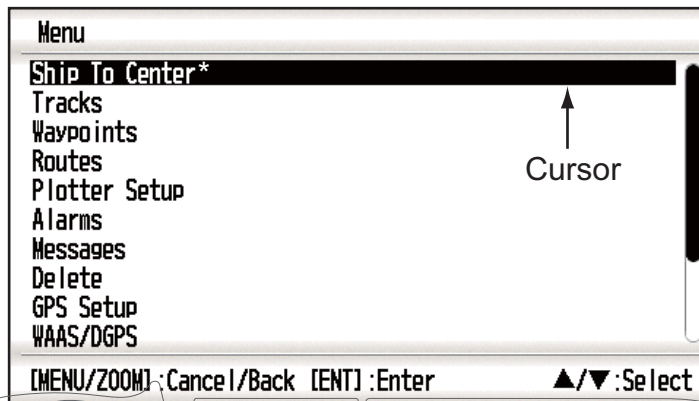 Menu
Ship To Center*
Tracks
Waypoints
Routes
Plotter Setup
Alarms
Messages
Delete
GPS Setup
WAAS/DGPS
Cursor
[MENU/ZOOM]:Cancel/Back [ENT]:Enter ▲/▼:Select